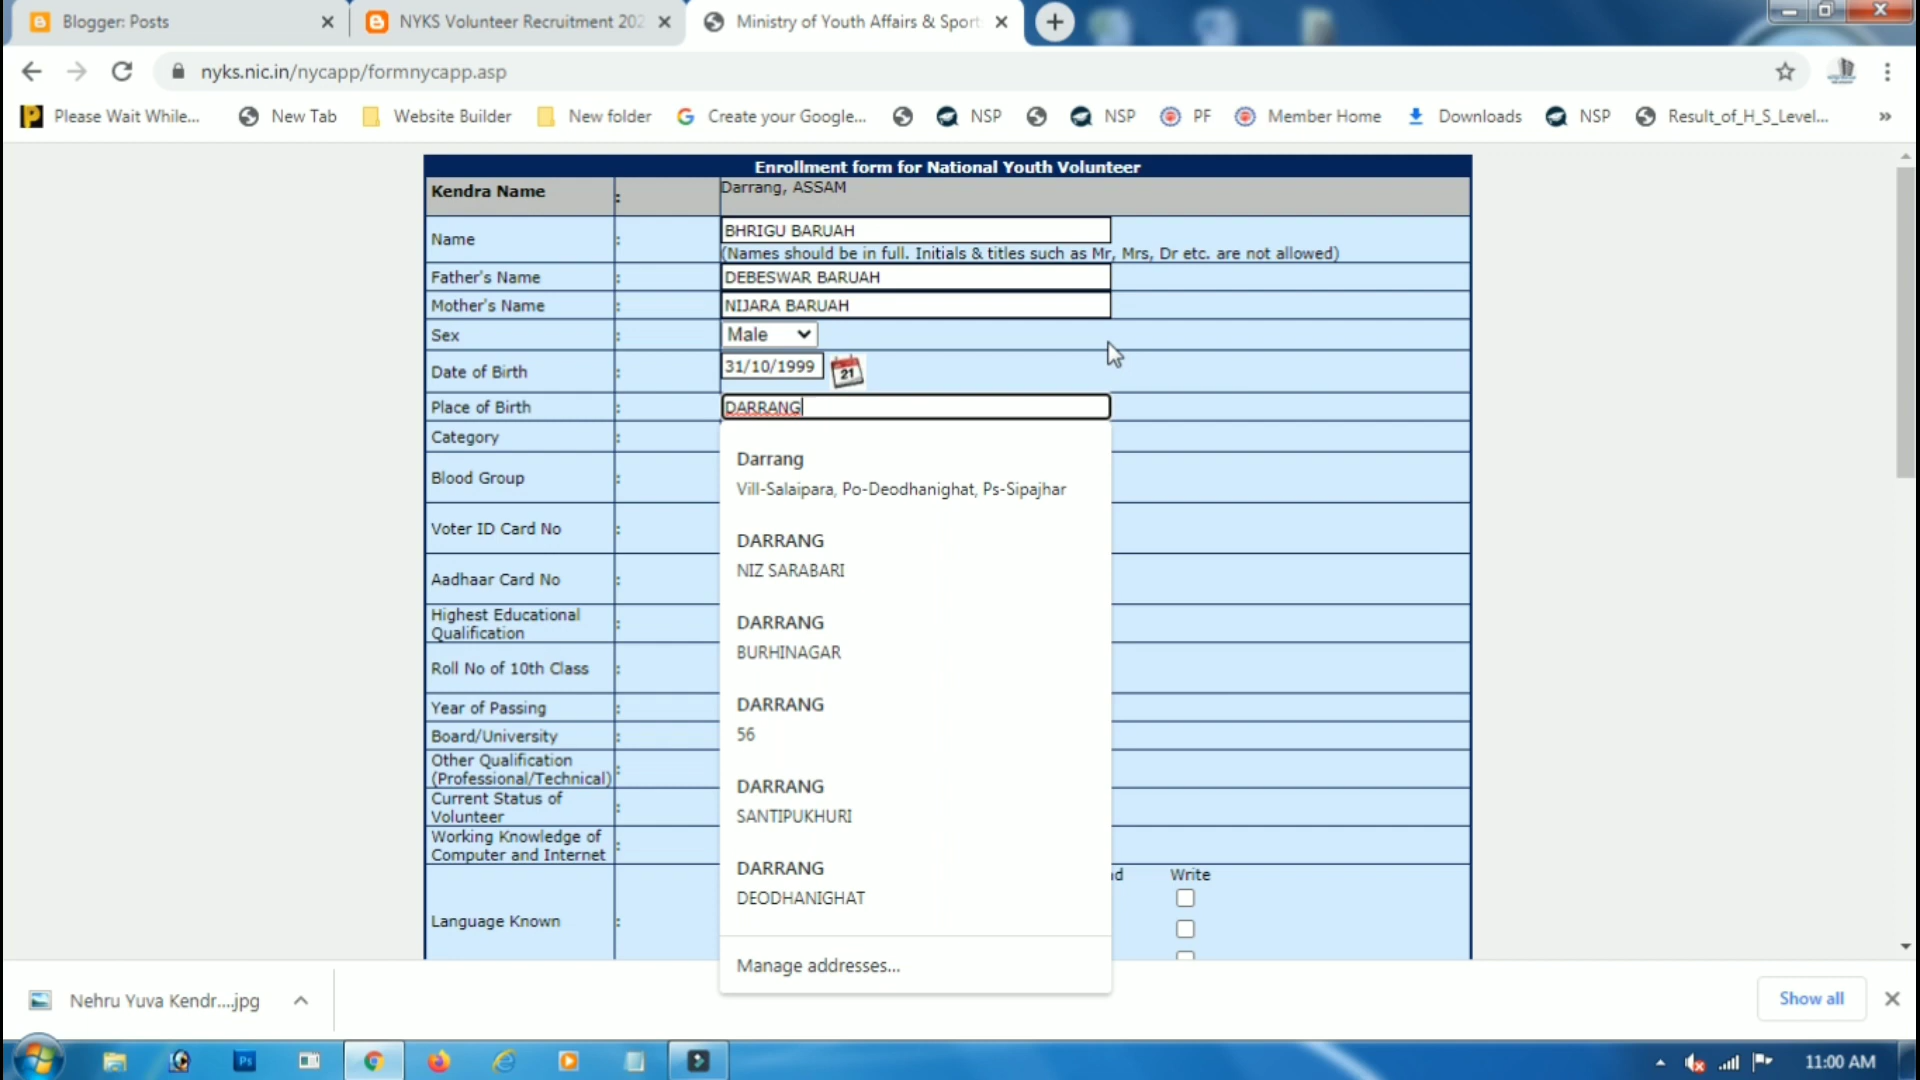 Blogger: Posts
NYKS Volunteer Recruitment 202
Ministry of Youth Affairs & Sport
nyks.nic.in/nycapp/formnycapp.asp
Please Wait While...
New Tab
Website Builder
New folder
Create your Google...
NSP
NSP
PF
Member Home
Downloads
NSP
Result_of_H_S_Level...
»
Enrollment form for National Youth Volunteer
Kendra Name : Darrang, ASSAM
Name : BHRIGU BARUAH
(Names should be in full. Initials & titles such as Mr, Mrs, Dr etc. are not allowed)
Father's Name : DEBESWAR BARUAH
Mother's Name : NIJARA BARUAH
Sex : Male
Date of Birth : 31/10/1999 21
Place of Birth : DARRANG
Category :
Blood Group :
Voter ID Card No :
Aadhaar Card No :
Highest Educational
Qualification :
Roll No of 10th Class :
Year of Passing :
Board/University :
Other Qualification
(Professional/Technical) :
Current Status of
Volunteer :
Working Knowledge of
Computer and Internet :
Language Known :
Darrang
Vill-Salaipara, Po-Deodhanighat, Ps-Sipajhar
DARRANG
NIZ SARABARI
DARRANG
BURHINAGAR
DARRANG
56
DARRANG
SANTIPUKHURI
DARRANG
DEODHANIGHAT
Manage addresses...
d Write
Nehru Yuva Kendr....jpg
Show all
Ps
11:00 AM